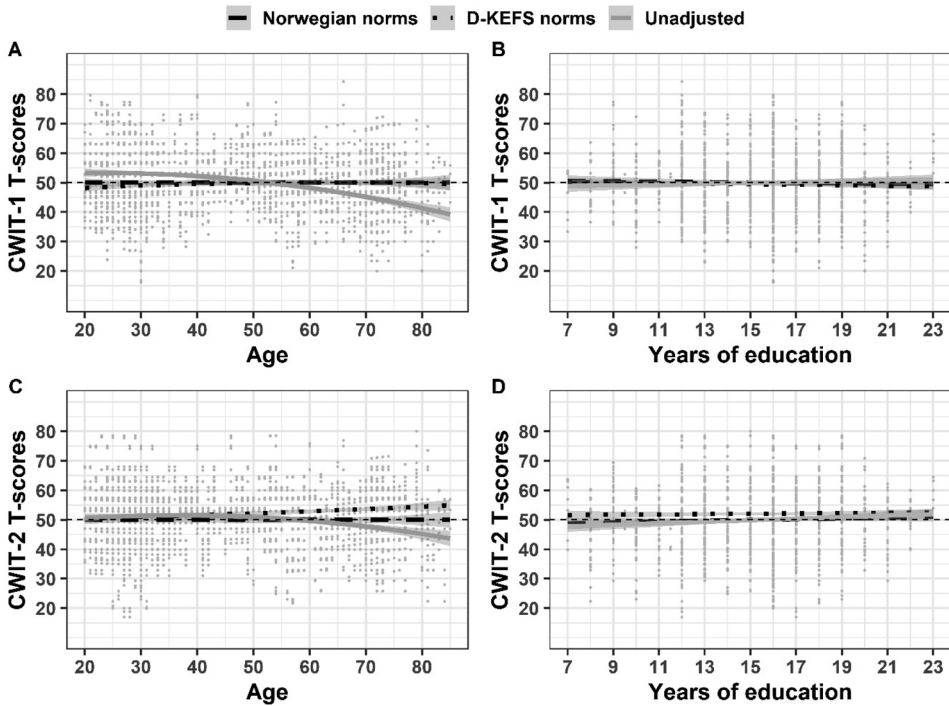 Norwegian norms D-KEFS norms Unadjusted
A
CWIT-1 T-scores
80
70
60
50
40
30
20
20 30 40 50 60 70 80
Age
B
CWIT-1 T-scores
80
70
60
50
40
30
20
7 9 11 13 15 17 19 21 23
Years of education
C
CWIT-2 T-scores
80
70
60
50
40
30
20
20 30 40 50 60 70 80
Age
D
CWIT-2 T-scores
80
70
60
50
40
30
20
7 9 11 13 15 17 19 21 23
Years of education